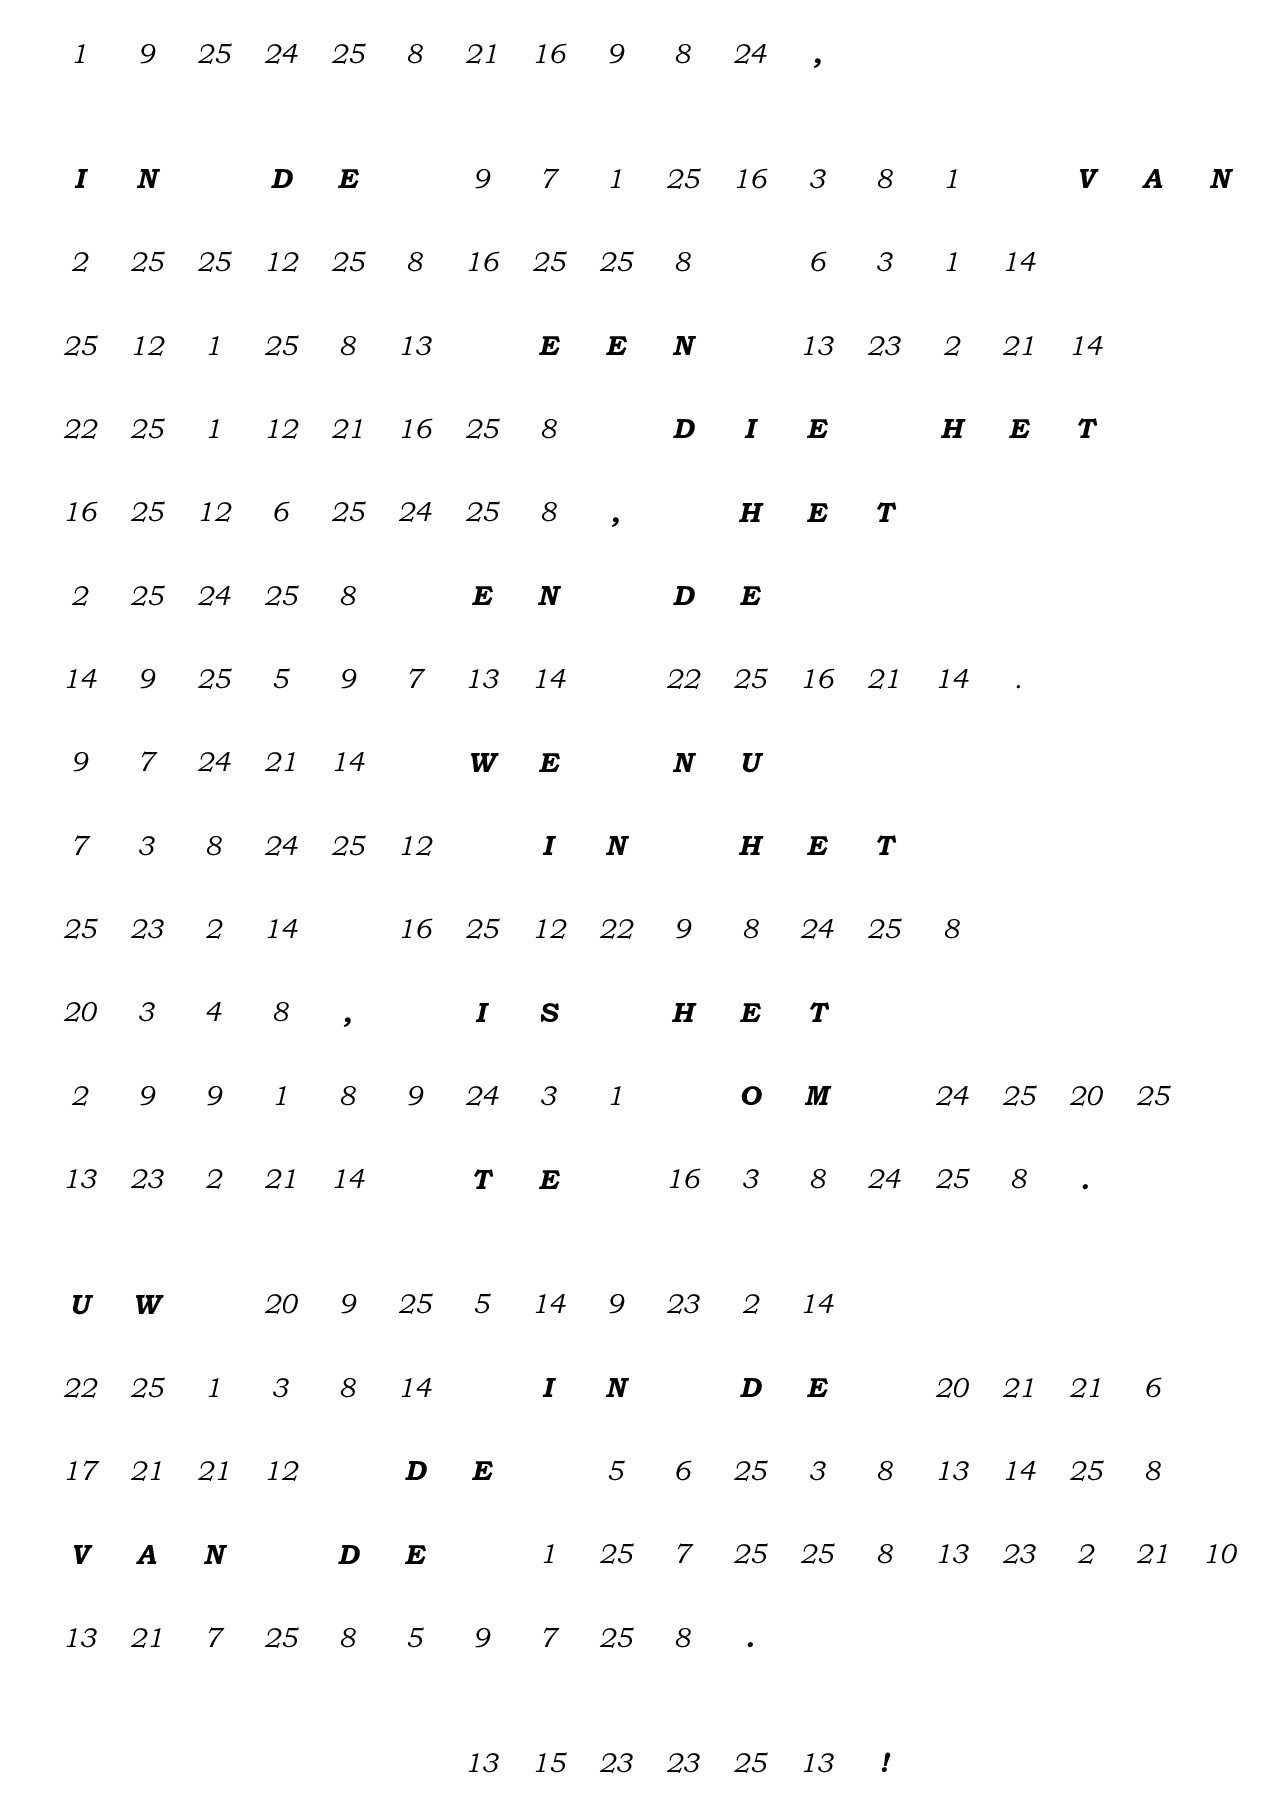 1 9 25 24 25 8 21 16 9 8 24 ,
I N D E 9 7 1 25 16 3 8 1 V A N
2 25 25 12 25 8 16 25 25 8 6 3 1 14
25 12 1 25 8 13 E E N 13 23 2 21 14
22 25 1 12 21 16 25 8 D I E H E T
16 25 12 6 25 24 25 8 , H E T
2 25 24 25 8 E N D E
14 9 25 5 9 7 13 14 22 25 16 21 14 .
9 7 24 21 14 W E N U
7 3 8 24 25 12 I N H E T
25 23 2 14 16 25 12 22 9 8 24 25 8
20 3 4 8 , I S H E T
2 9 9 1 8 9 24 3 1 O M 24 25 20 25
13 23 2 21 14 T E 16 3 8 24 25 8 .
U W 20 9 25 5 14 9 23 2 14
22 25 1 3 8 14 I N D E 20 21 21 6
17 21 21 12 D E 5 6 25 3 8 13 14 25 8
V A N D E 1 25 7 25 25 8 13 23 2 21 10
13 21 7 25 8 5 9 7 25 8 .
13 15 23 23 25 13 !